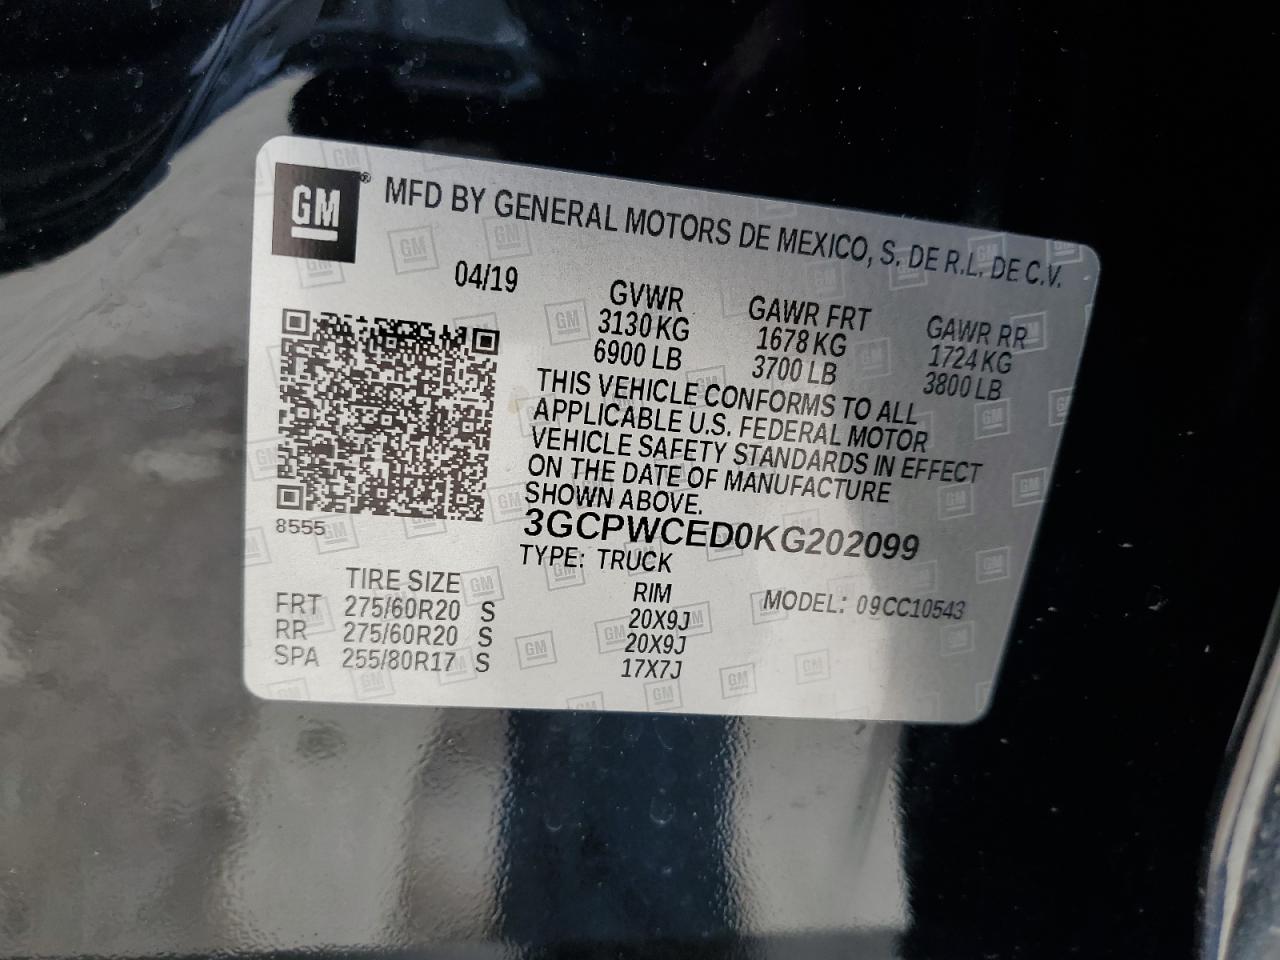 GM® MFD BY GENERAL MOTORS DE MEXICO, S. DE R.L. DE C.V.
04/19
GVWR GAWR FRT GAWR RR
3130 KG 1678 KG 1724 KG
6900 LB 3700 LB 3800 LB
THIS VEHICLE CONFORMS TO ALL
APPLICABLE U.S. FEDERAL MOTOR
VEHICLE SAFETY STANDARDS IN EFFECT
ON THE DATE OF MANUFACTURE
SHOWN ABOVE.
8555 3GCPWCED0KG202099
TYPE: TRUCK
TIRE SIZE RIM MODEL: 09CC10543
FRT 275/60R20 S 20X9J
RR 275/60R20 S 20X9J
SPA 255/80R17 S 17X7J